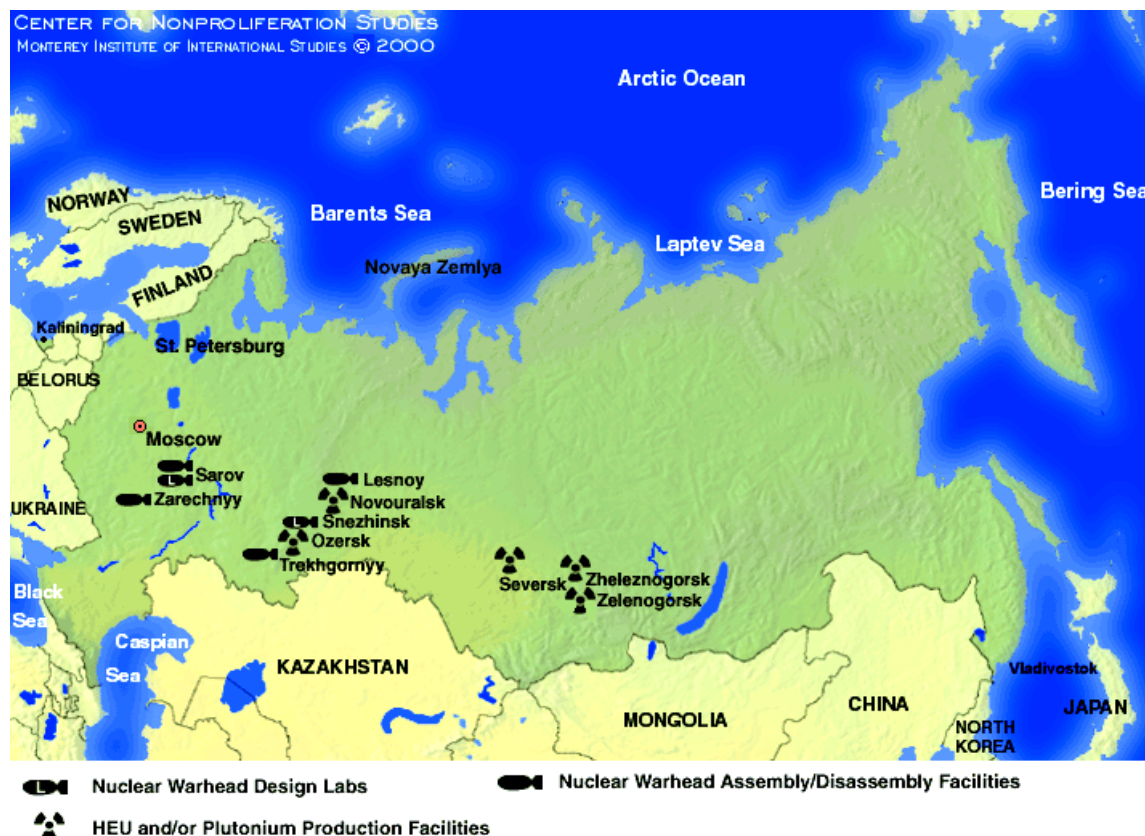 CENTER FOR NONPROLIFERATION STUDIES
MONTEREY INSTITUTE OF INTERNATIONAL STUDIES © 2000
Arctic Ocean
Bering Sea
NORWAY
SWEDEN
Barents Sea
Laptev Sea
Novaya Zemlya
FINLAND
Kaliningrad
St. Petersburg
BELORUS
Moscow
Sarov
L
Lesnoy
Zarechnyy
Novouralsk
UKRAINE
L
Snezhinsk
Ozersk
Trekhgornyy
Seversk
Zheleznogorsk
Zelenogorsk
Black
Sea
Caspian
Sea
KAZAKHSTAN
Vladivostok
MONGOLIA
CHINA
JAPAN
NORTH
KOREA
L
Nuclear Warhead Design Labs
Nuclear Warhead Assembly/Disassembly Facilities
HEU and/or Plutonium Production Facilities